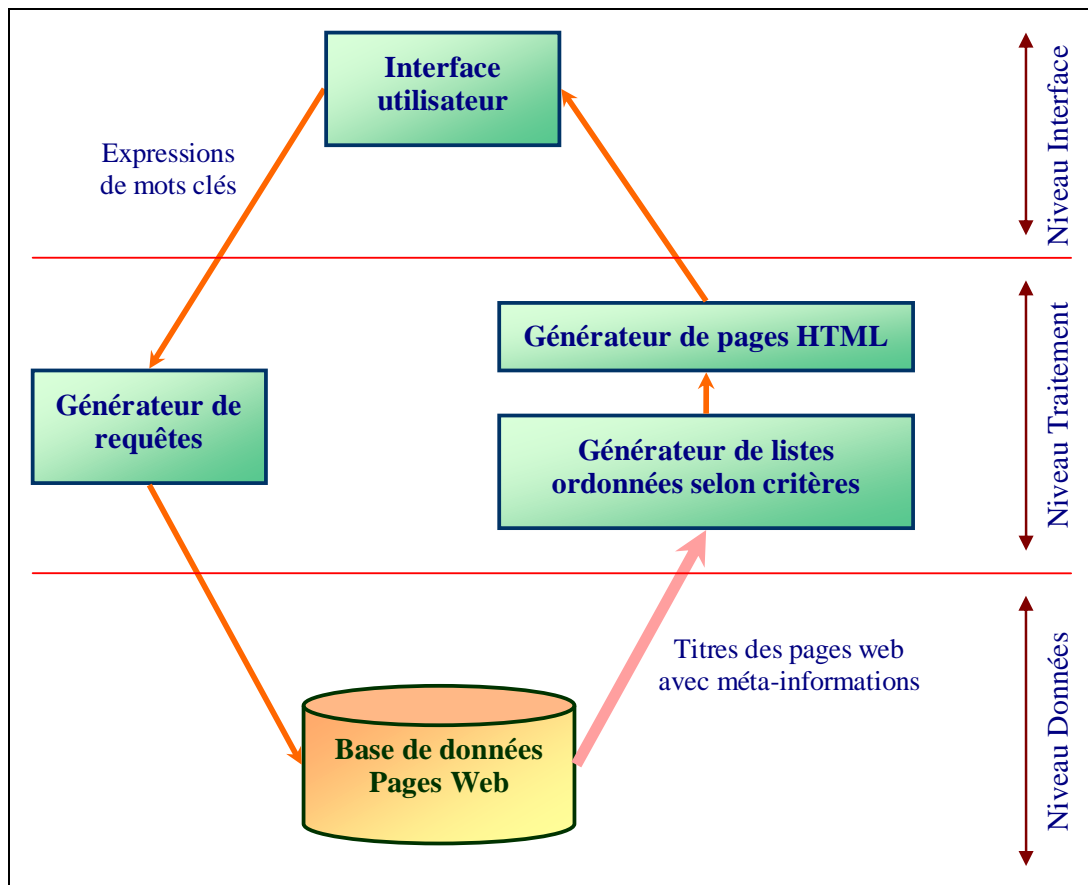 Interface
utilisateur
Niveau Interface
Expressions
de mots clés
Générateur de pages HTML
Niveau Traitement
Générateur de
requêtes
Générateur de listes
ordonnées selon critères
Titres des pages web
avec méta-informations
Niveau Données
Base de données
Pages Web